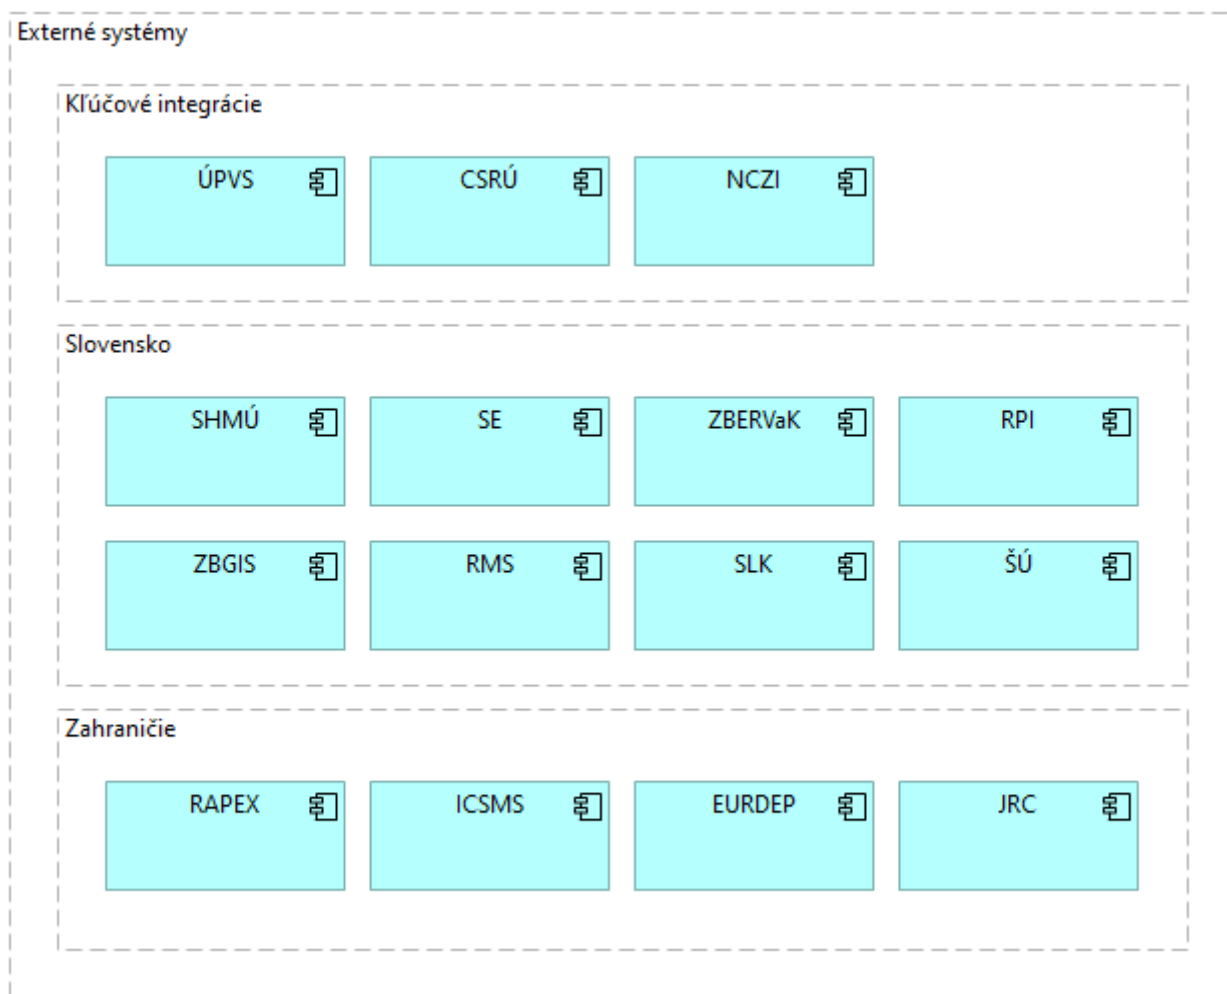 Externé systémy
Kľúčové integrácie
ÚPVS CSRÚ NCZI
Slovensko
SHMÚ SE ZBERVaK RPI
ZBGIS RMS SLK ŠÚ
Zahraničie
RAPEX ICSMS EURDEP JRC